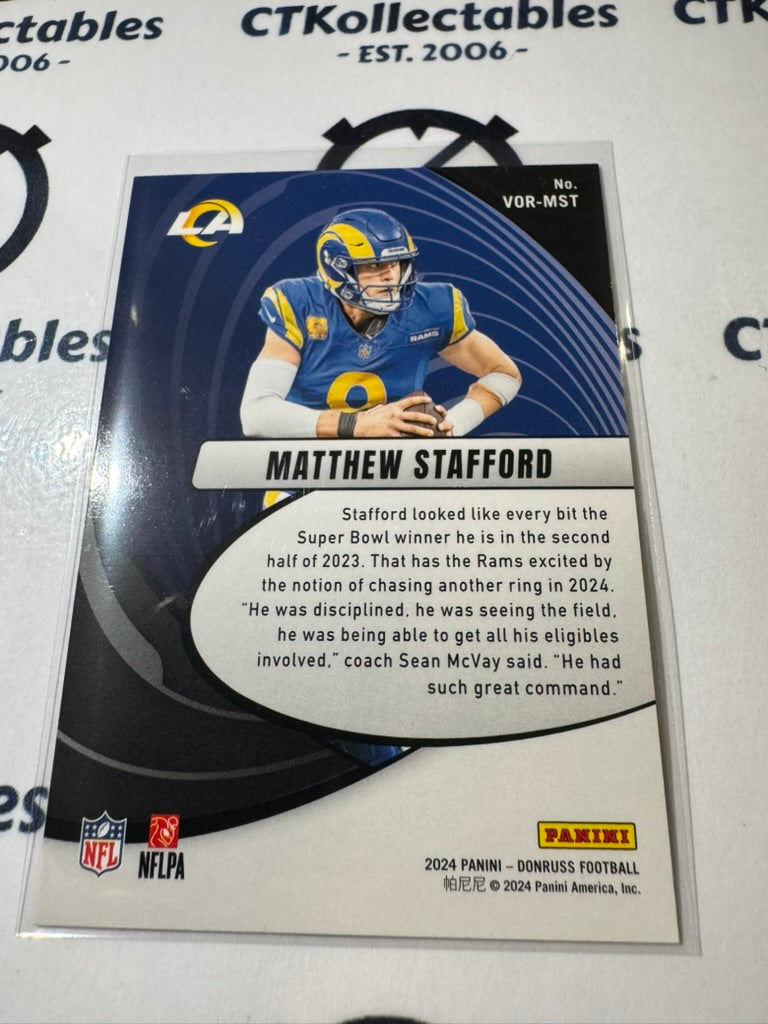 ctables
CTKollectables
CTK
006 -
- EST. 2006 -
No.
VOR-MST
LA
RAMS
9
bles
CT
MATTHEW STAFFORD
Stafford looked like every bit the
Super Bowl winner he is in the second
half of 2023. That has the Rams excited by
the notion of chasing another ring in 2024.
“He was disciplined, he was seeing the field,
he was being able to get all his eligibles
involved,” coach Sean McVay said. “He had
such great command.”
es
NFL
NFLPA
PANINI
2024 PANINI – DONRUSS FOOTBALL
帕尼尼 © 2024 Panini America, Inc.